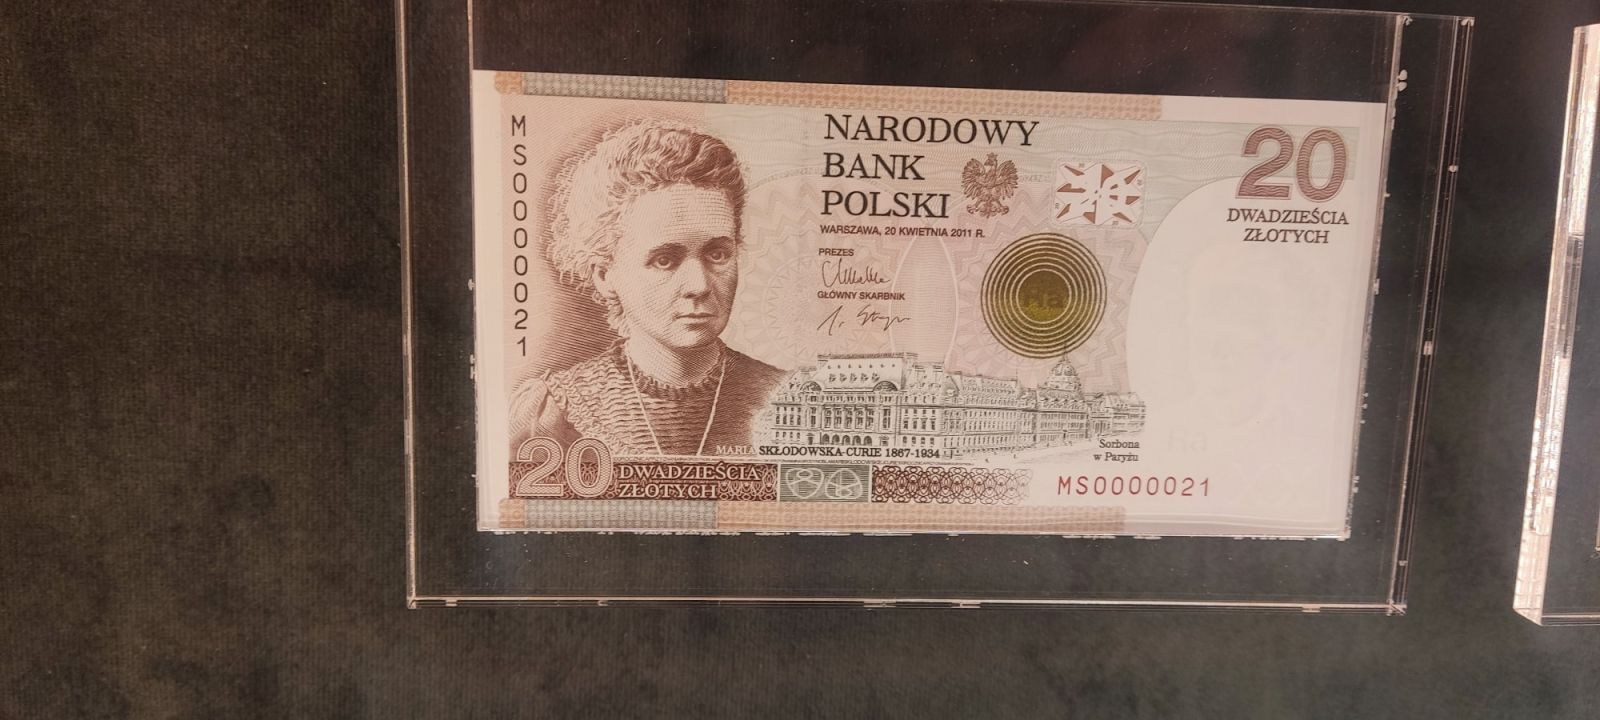 MS0000021
NARODOWY
BANK
POLSKI
WARSZAWA, 20 KWIETNIA 2011 R.
PREZES
GŁÓWNY SKARBNIK
20
DWADZIEŚCIA
ZŁOTYCH
MARIA SKŁODOWSKA-CURIE 1867-1934
Sorbona
w Paryżu
20 DWADZIEŚCIA
ZŁOTYCH
MS0000021